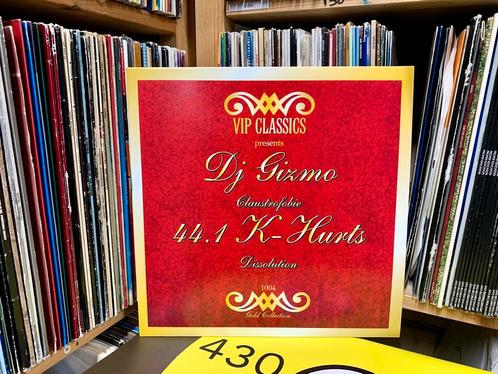 VIP CLASSICS
presents
Dj Gizmo
Claustrofobie
44.1 K-Hurts
Dissolution
1004
Gold Collection
430